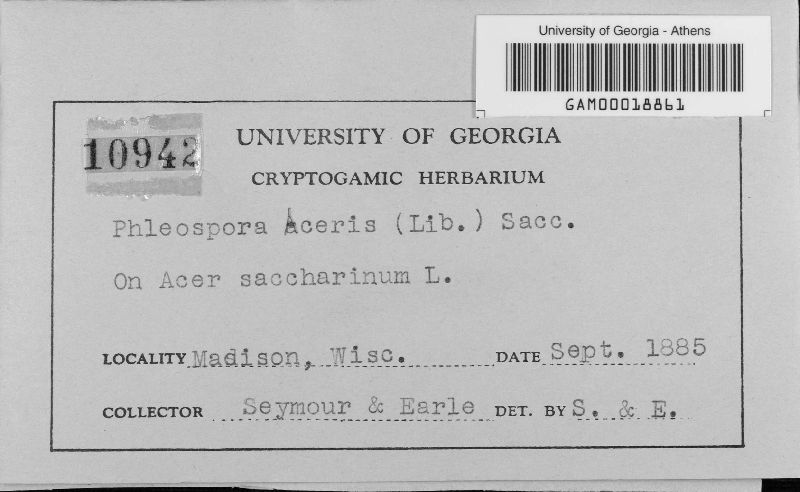 University of Georgia - Athens
GAM00018861
10942
UNIVERSITY OF GEORGIA
CRYPTOGAMIC HERBARIUM
Phleospora Aceris (Lib.) Sacc.
On Acer saccharinum L.
LOCALITY Madison, Wisc. DATE Sept. 1885
COLLECTOR Seymour & Earle DET. BY S. & E.